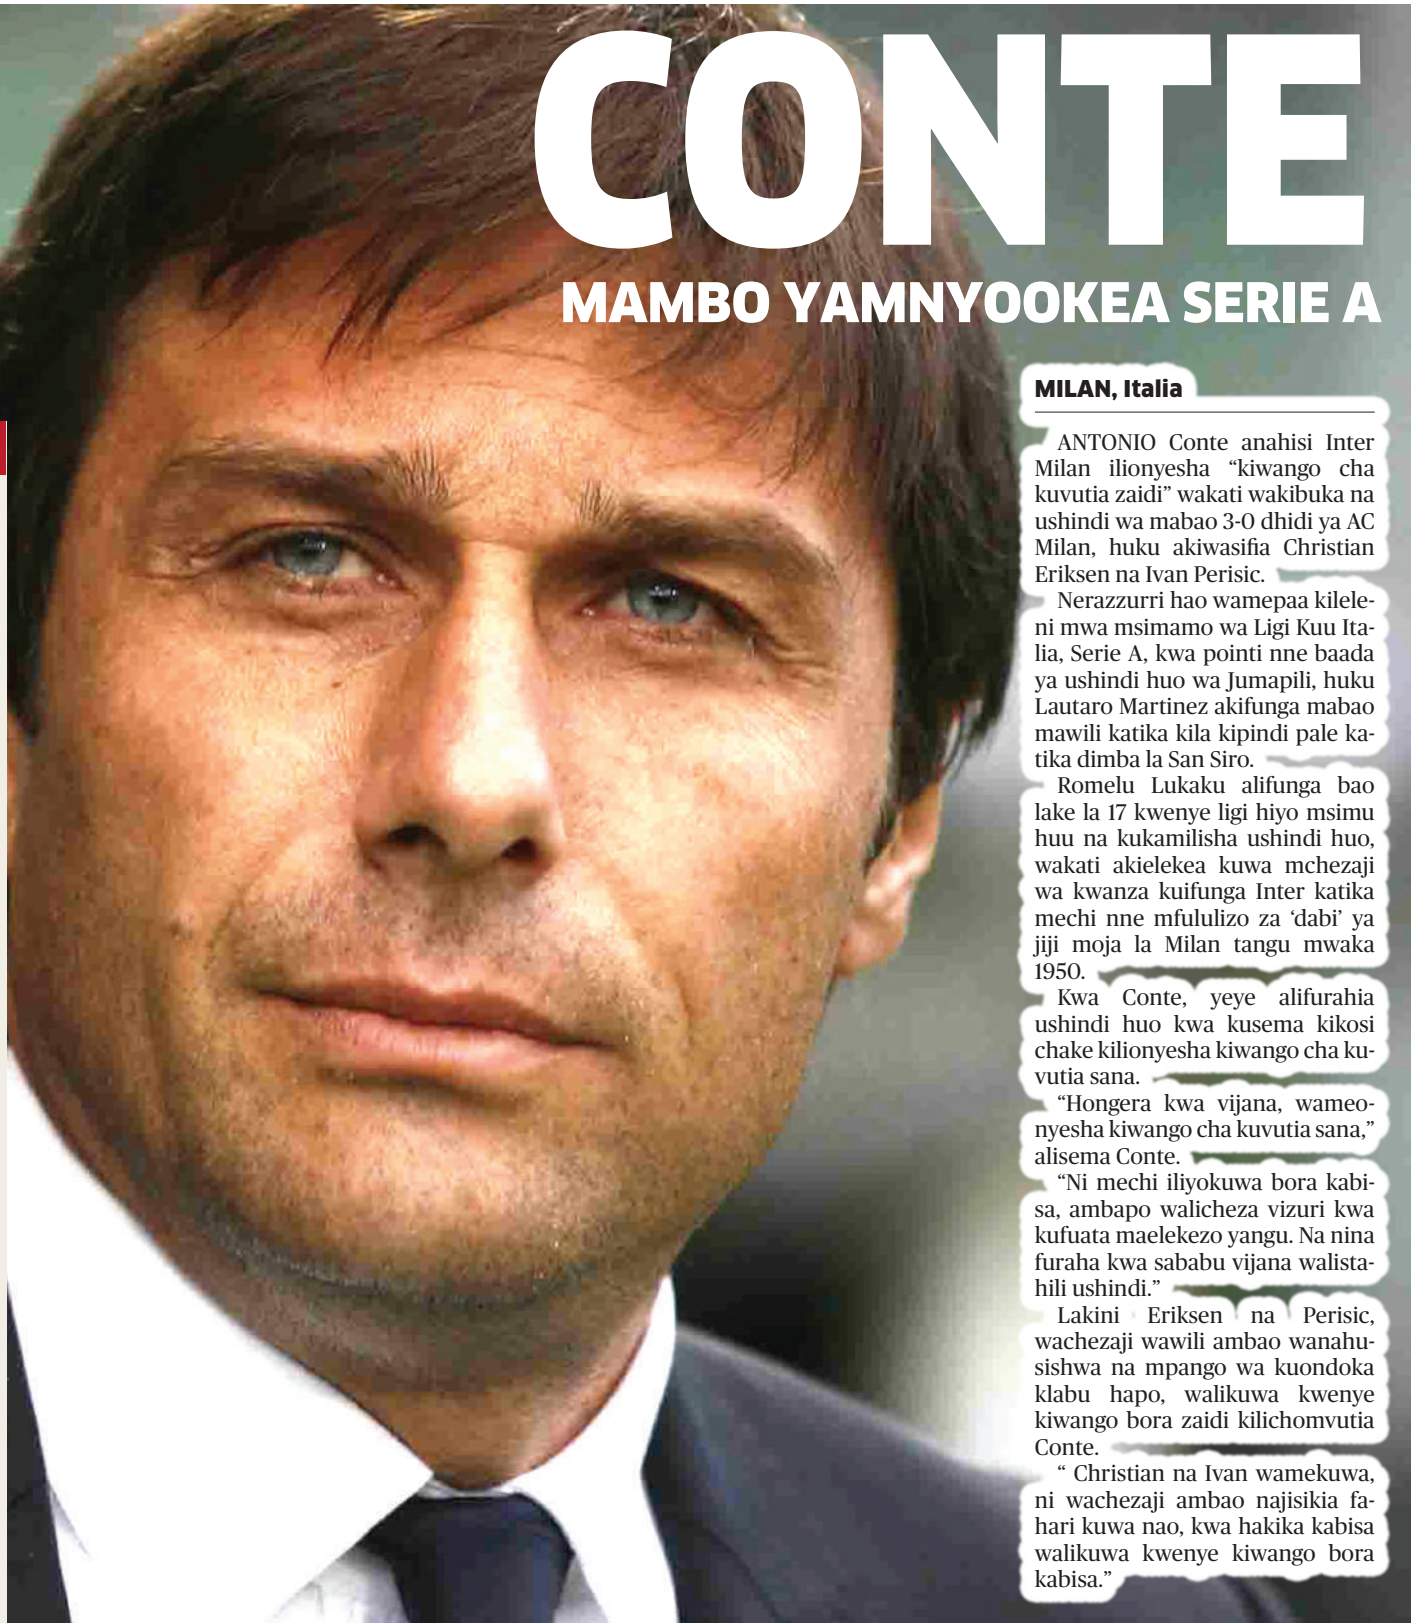 CONTE
MAMBO YAMNYOOKEA SERIE A
MILAN, Italia
ANTONIO Conte anahisi Inter
Milan ilionyesha “kiwango cha
kuvutia zaidi” wakati wakibuka na
ushindi wa mabao 3-0 dhidi ya AC
Milan, huku akiwasifia Christian
Eriksen na Ivan Perisic.
Nerazzurri hao wamepaa kilele-
ni mwa msimamo wa Ligi Kuu Ita-
lia, Serie A, kwa pointi nne baada
ya ushindi huo wa Jumapili, huku
Lautaro Martinez akifunga mabao
mawili katika kila kipindi pale ka-
tika dimba la San Siro.
Romelu Lukaku alifunga bao
lake la 17 kwenye ligi hiyo msimu
huu na kukamilisha ushindi huo,
wakati akielekea kuwa mchezaji
wa kwanza kuifunga Inter katika
mechi nne mfululizo za ‘dabi’ ya
jiji moja la Milan tangu mwaka
1950.
Kwa Conte, yeye alifurahia
ushindi huo kwa kusema kikosi
chake kilionyesha kiwango cha ku-
vutia sana.
“Hongera kwa vijana, wameo-
nyesha kiwango cha kuvutia sana,”
alisema Conte.
“Ni mechi iliyokuwa bora kabi-
sa, ambapo walicheza vizuri kwa
kufuata maelekezo yangu. Na nina
furaha kwa sababu vijana walista-
hili ushindi.”
Lakini Eriksen na Perisic,
wachezaji wawili ambao wanahu-
sishwa na mpango wa kuondoka
klabu hapo, walikuwa kwenye
kiwango bora zaidi kilichomvutia
Conte.
“ Christian na Ivan wamekuwa,
ni wachezaji ambao najisikia fa-
hari kuwa nao, kwa hakika kabisa
walikuwa kwenye kiwango bora
kabisa.”